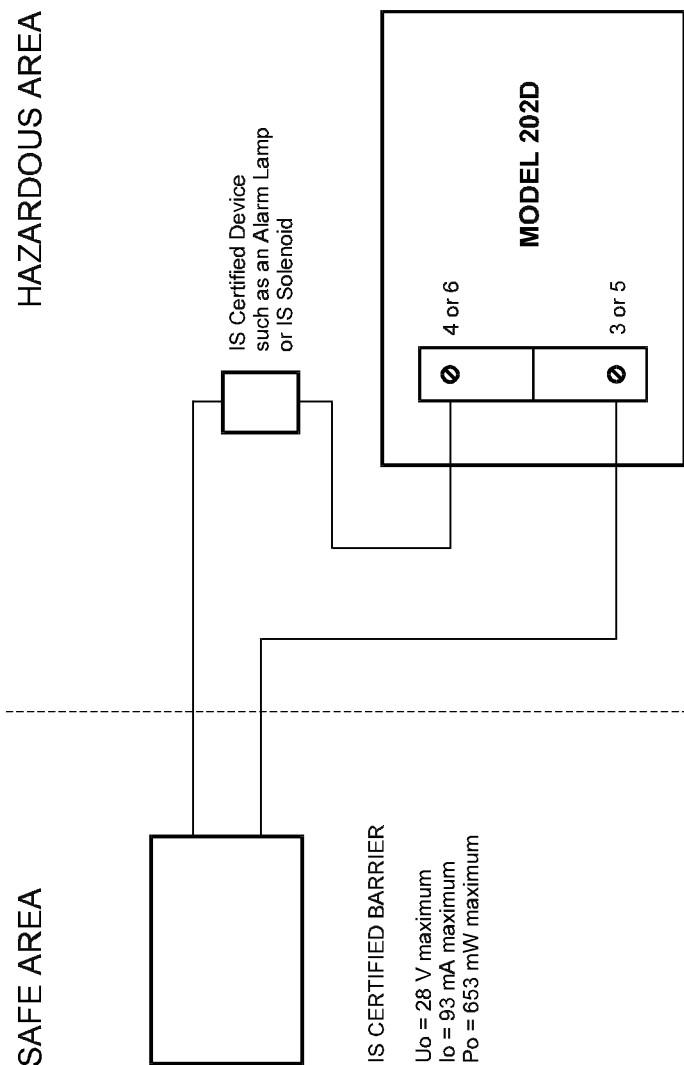 SAFE AREA
HAZARDOUS AREA
IS Certified Device
such as an Alarm Lamp
or IS Solenoid
IS CERTIFIED BARRIER
Uo = 28 V maximum
Io = 93 mA maximum
Po = 653 mW maximum
4 or 6
3 or 5
MODEL 202D